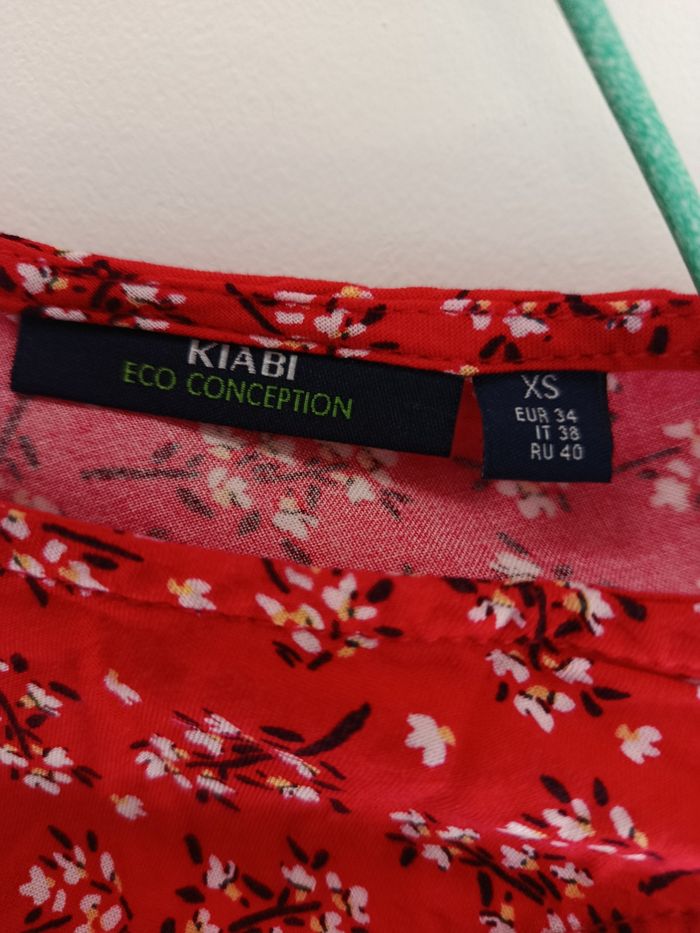 KIABI
ECO CONCEPTION
XS
EUR 34
IT 38
RU 40